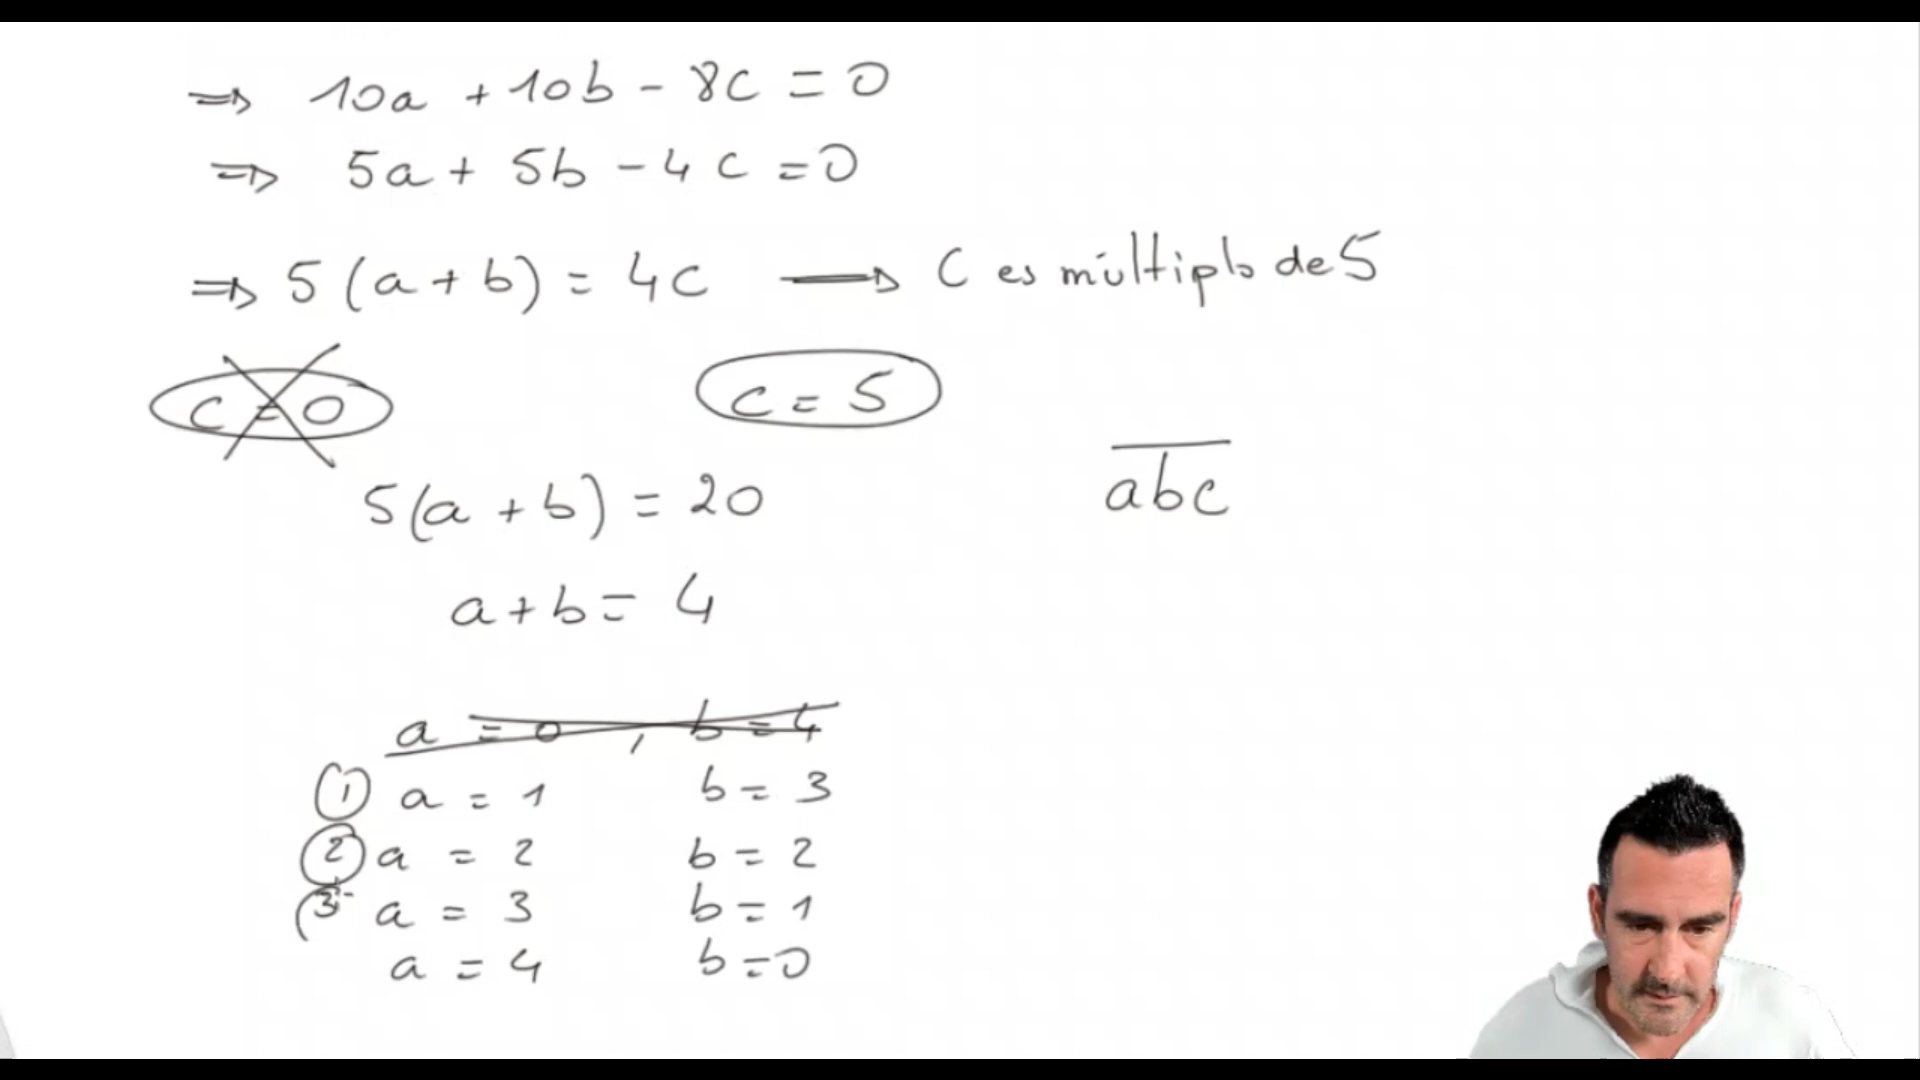 ⇒ 10a + 10b - 8c = 0
⇒ 5a + 5b - 4c = 0
⇒ 5(a + b) = 4c → C es múltiplo de 5
c = 0
c = 5
5(a + b) = 20
abc
a + b = 4
a = 0, b = 4
① a = 1 b = 3
② a = 2 b = 2
③ a = 3 b = 1
a = 4 b = 0